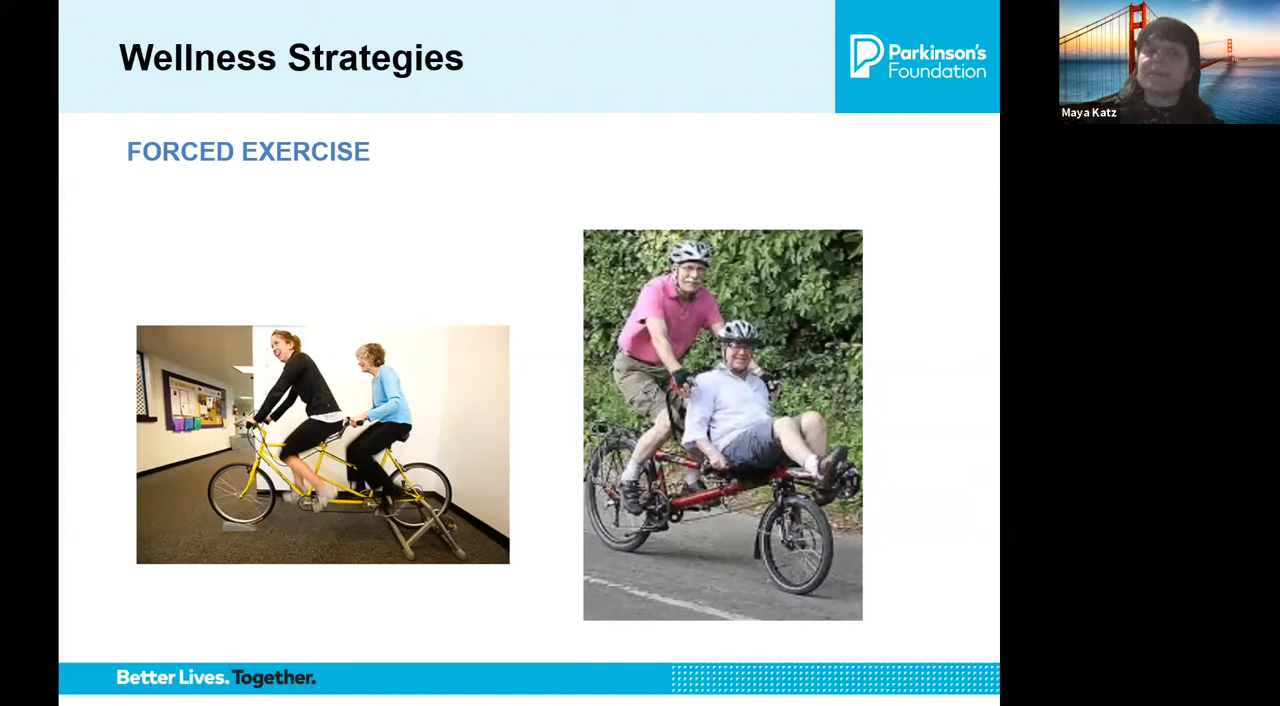 Wellness Strategies
Parkinson's
Foundation
Maya Katz
FORCED EXERCISE
Better Lives. Together.